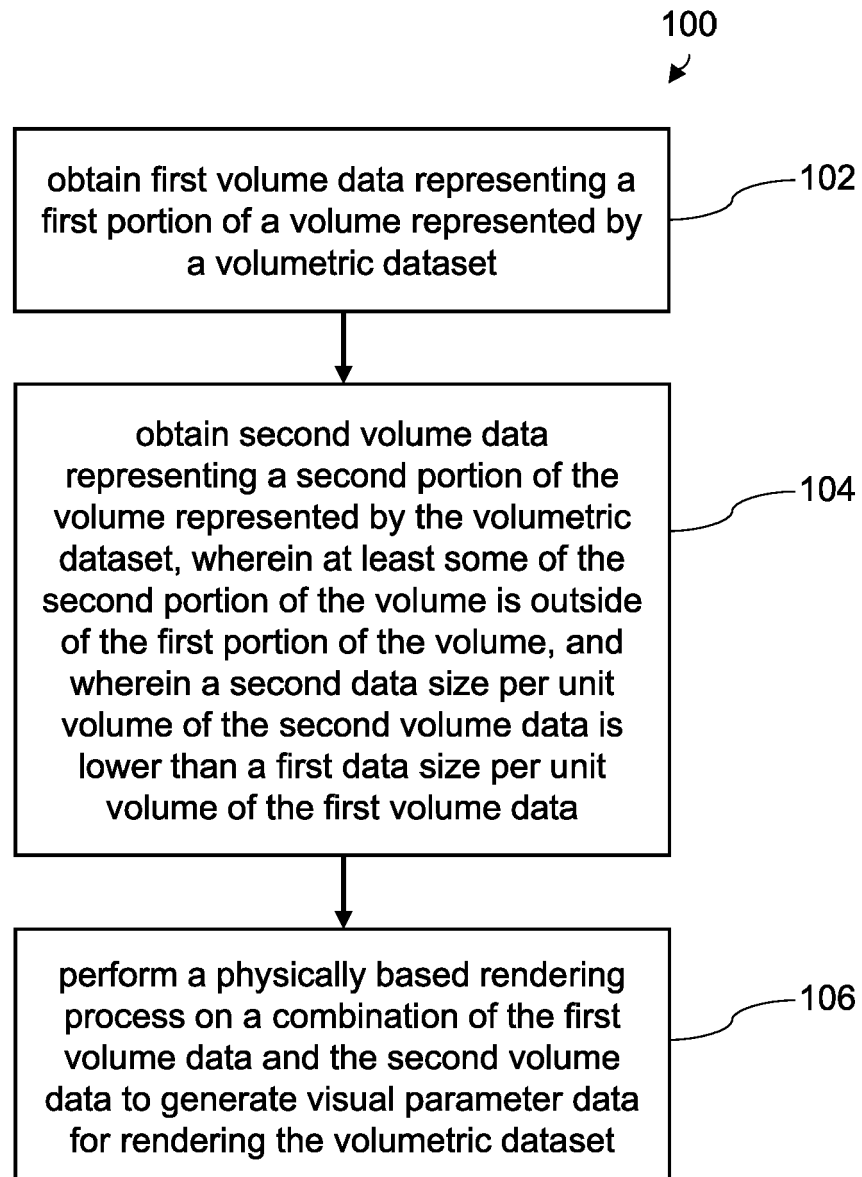 100
obtain first volume data representing a
first portion of a volume represented by
a volumetric dataset
102
obtain second volume data
representing a second portion of the
volume represented by the volumetric
dataset, wherein at least some of the
second portion of the volume is outside
of the first portion of the volume, and
wherein a second data size per unit
volume of the second volume data is
lower than a first data size per unit
volume of the first volume data
104
perform a physically based rendering
process on a combination of the first
volume data and the second volume
data to generate visual parameter data
for rendering the volumetric dataset
106